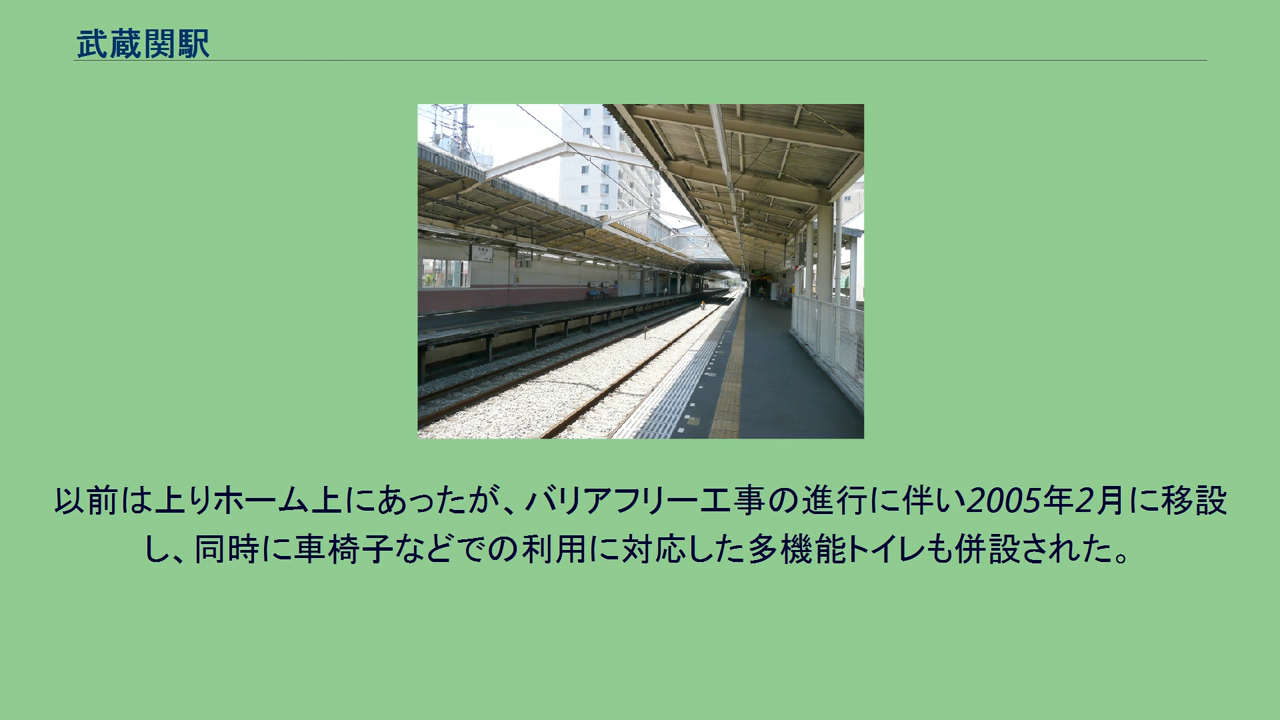 武蔵関駅
以前は上りホーム上にあったが、バリアフリー工事の進行に伴い2005年2月に移設
し、同時に車椅子などでの利用に対応した多機能トイレも併設された。